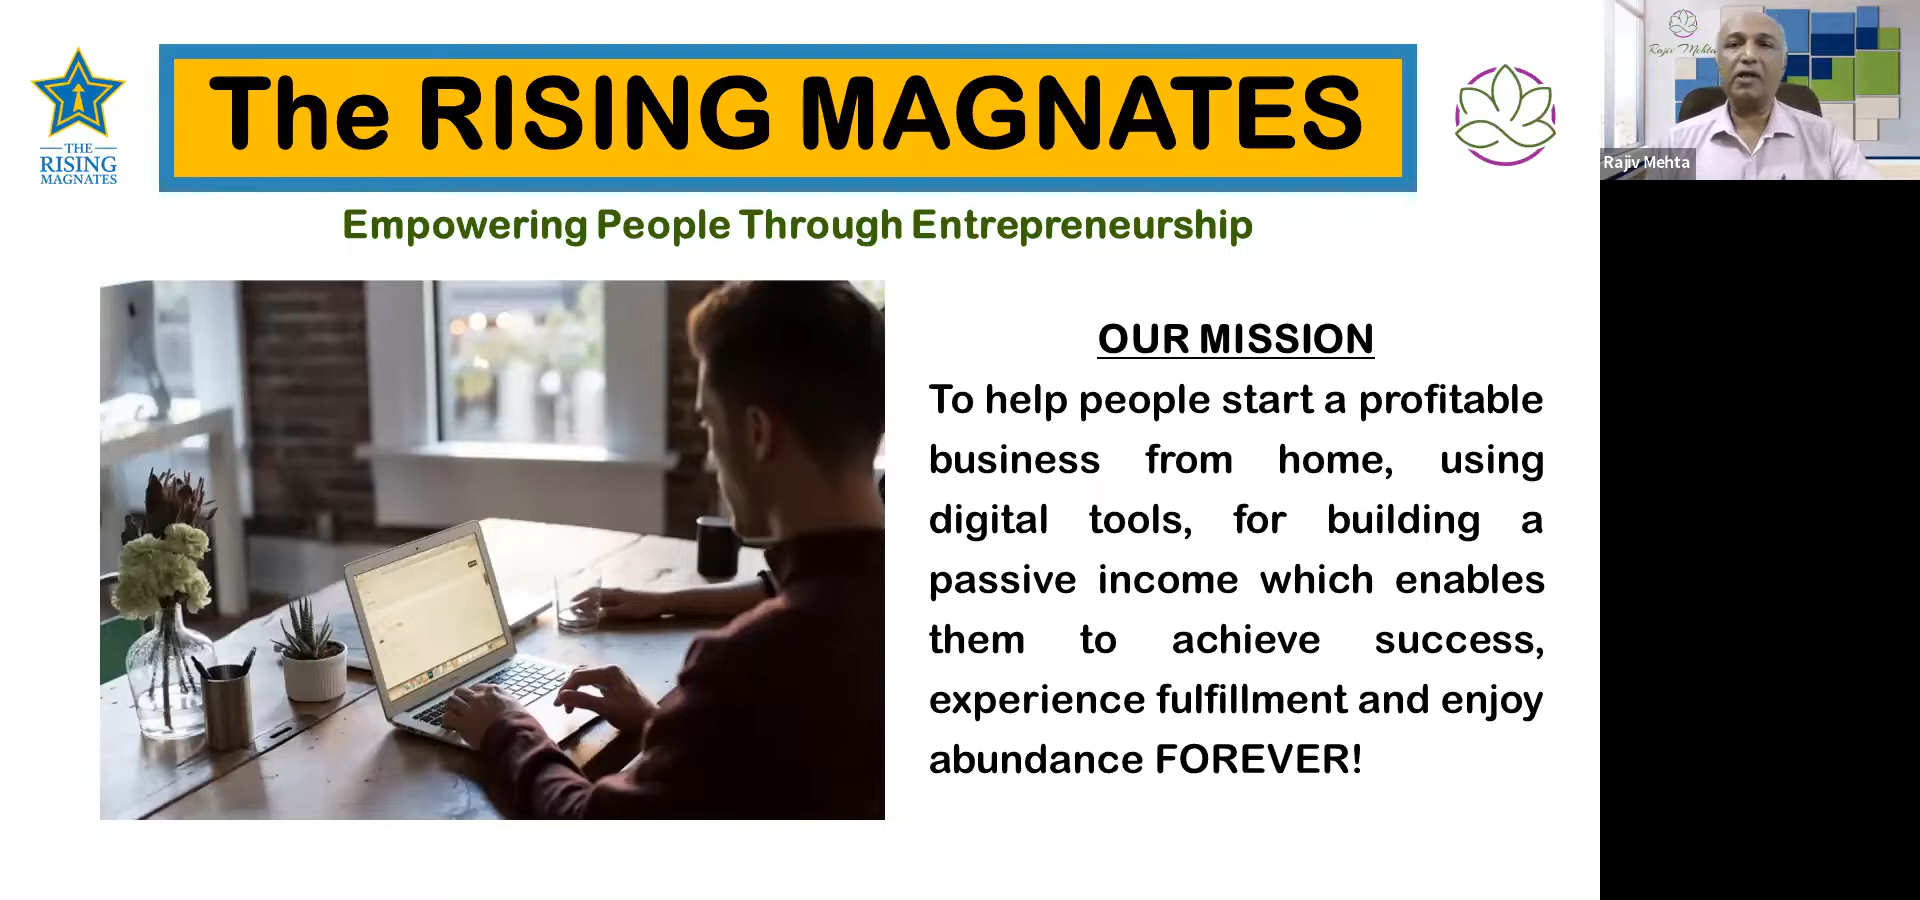 The RISING MAGNATES
THE
RISING
MAGNATES
Empowering People Through Entrepreneurship
OUR MISSION
To help people start a profitable
business from home, using
digital tools, for building a
passive income which enables
them to achieve success,
experience fulfillment and enjoy
abundance FOREVER!
Rajiv Mehta
Rajiv Mehta